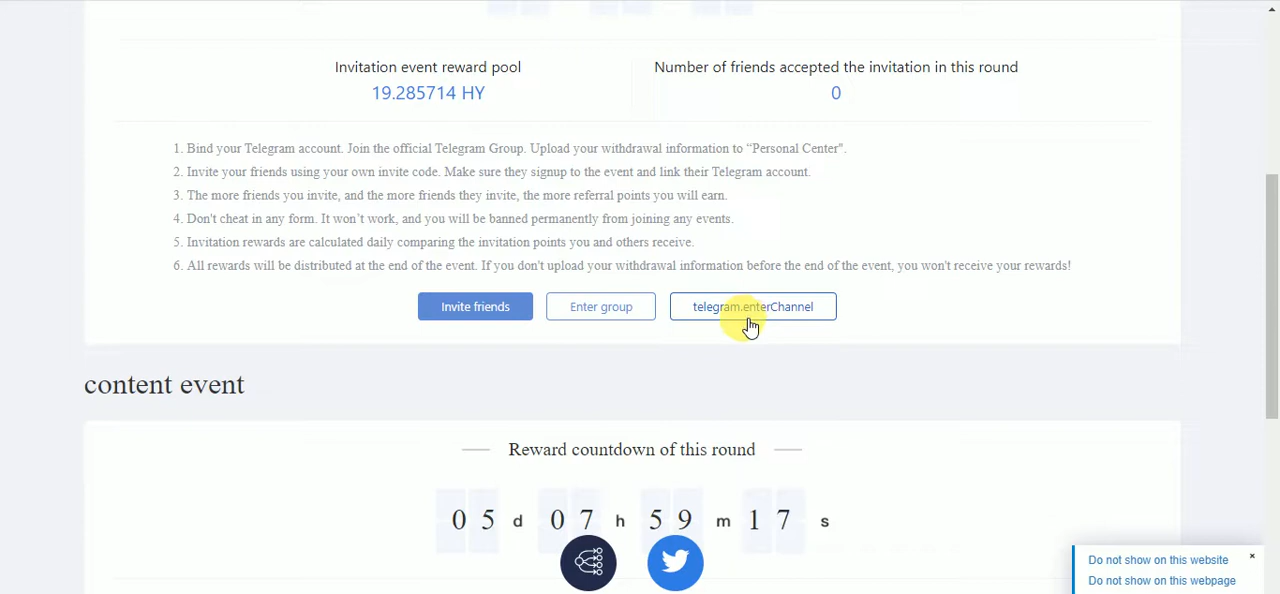 Invitation event reward pool
Number of friends accepted the invitation in this round
19.285714 HY
0
1. Bind your Telegram account. Join the official Telegram Group. Upload your withdrawal information to “Personal Center".
2. Invite your friends using your own invite code. Make sure they signup to the event and link their Telegram account.
3. The more friends you invite, and the more friends they invite, the more referral points you will earn.
4. Don't cheat in any form. It won’t work, and you will be banned permanently from joining any events.
5. Invitation rewards are calculated daily comparing the invitation points you and others receive.
6. All rewards will be distributed at the end of the event. If you don't upload your withdrawal information before the end of the event, you won't receive your rewards!
Invite friends
Enter group
telegram.enterChannel
content event
Reward countdown of this round
05 d 07 h 59 m 17 s
Do not show on this website
Do not show on this webpage